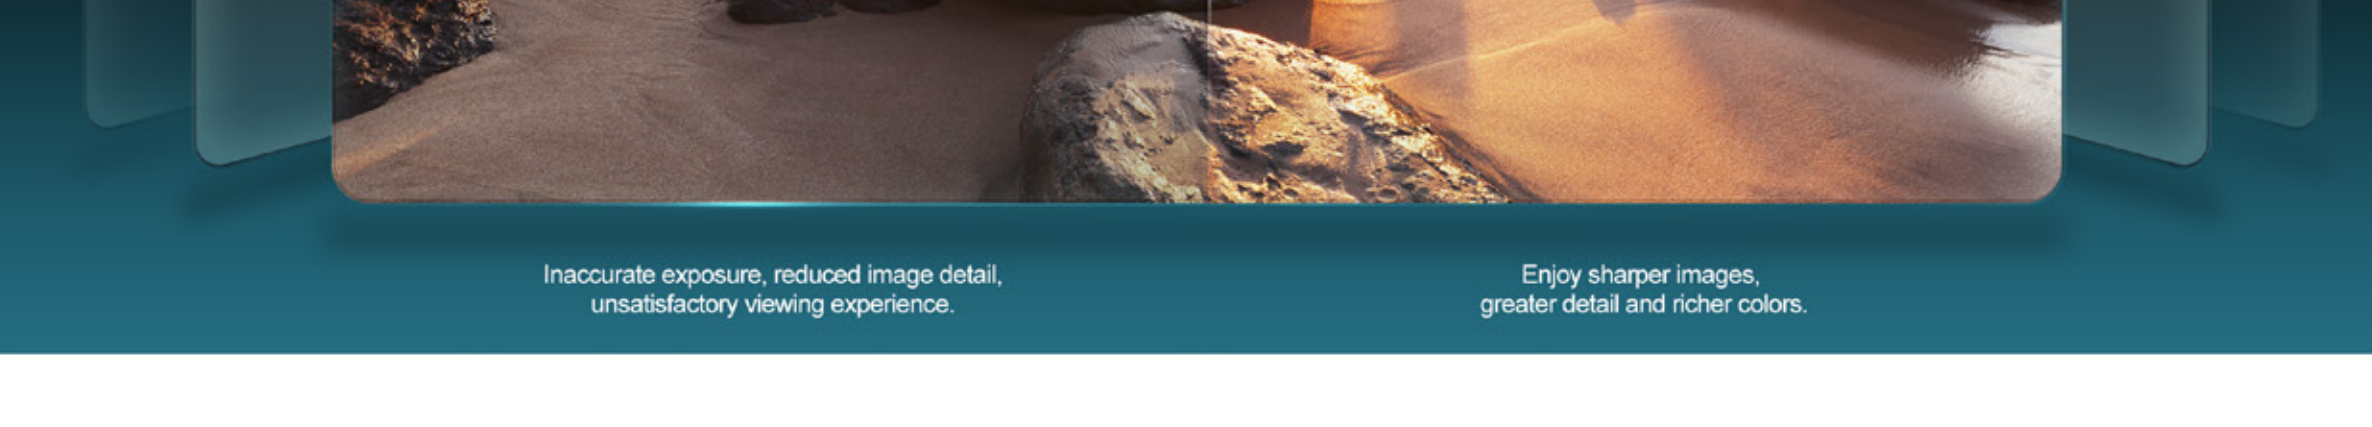 Inaccurate exposure, reduced image detail,
unsatisfactory viewing experience.
Enjoy sharper images,
greater detail and richer colors.